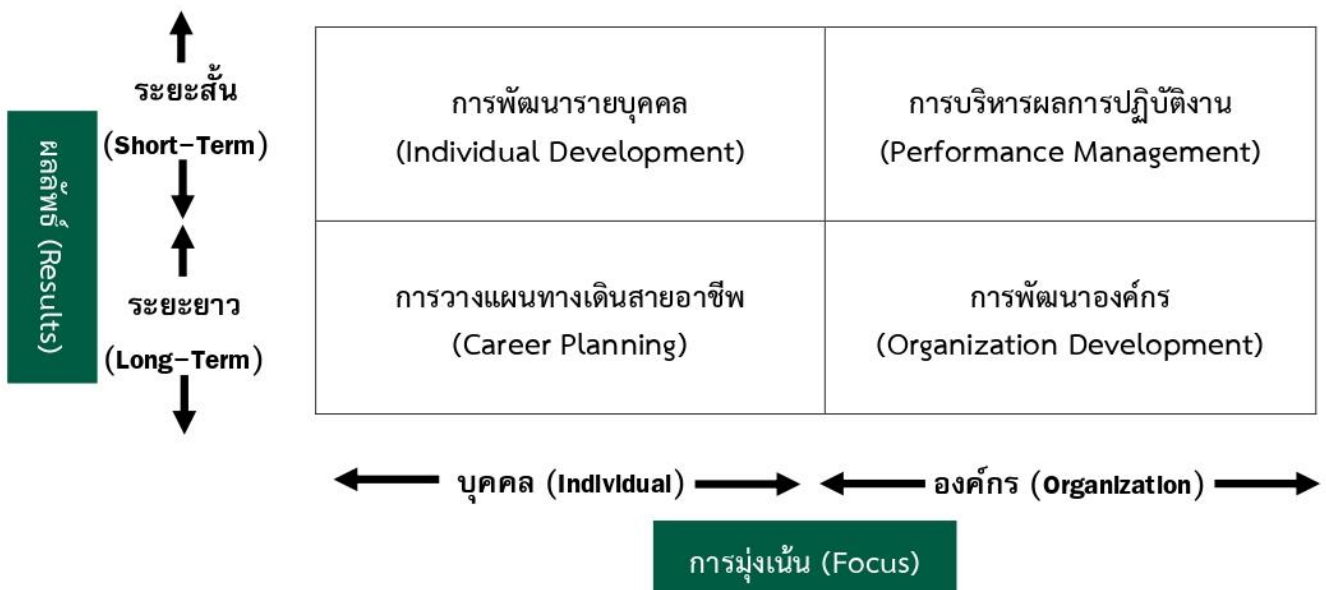 ผลลัพธ์ (Results)
ระยะสั้น
(Short-Term)
ระยะยาว
(Long-Term)
การพัฒนารายบุคคล
(Individual Development)
การบริหารผลการปฏิบัติงาน
(Performance Management)
การวางแผนทางเดินสายอาชีพ
(Career Planning)
การพัฒนาองค์กร
(Organization Development)
บุคคล (Individual)
องค์กร (Organization)
การมุ่งเน้น (Focus)